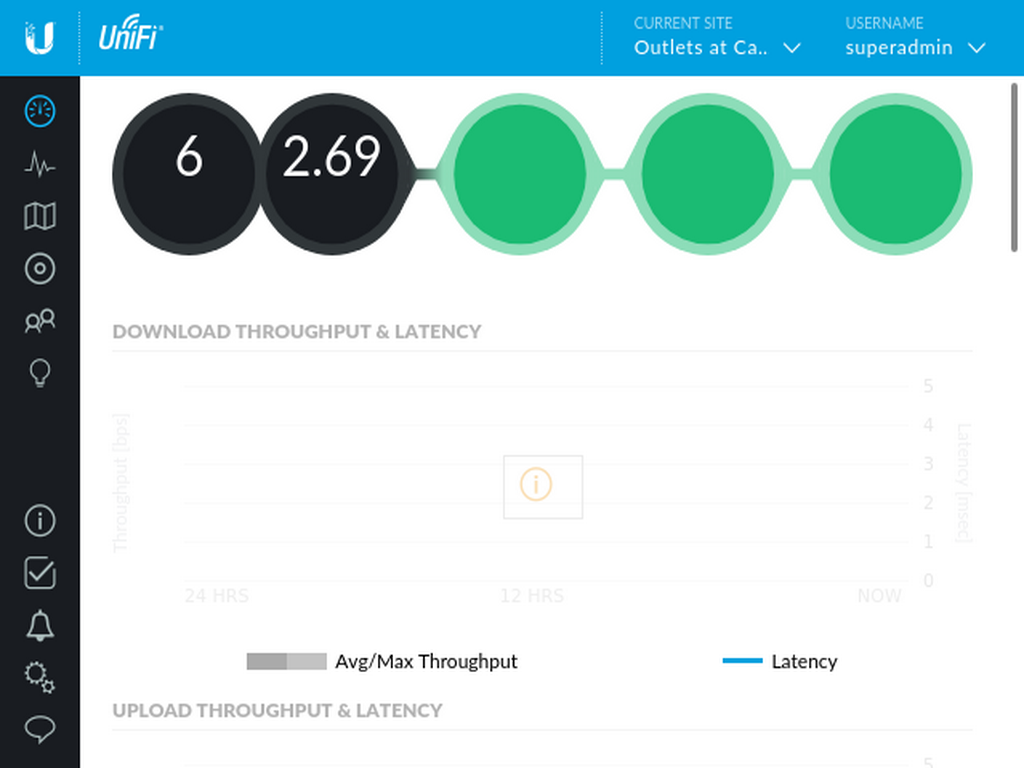 UniFi
CURRENT SITE
Outlets at Ca..
USERNAME
superadmin
6
2.69
DOWNLOAD THROUGHPUT & LATENCY
Throughput [bps]
5
4
3
2
1
0
Latency [msec]
24 HRS
12 HRS
NOW
Avg/Max Throughput
Latency
UPLOAD THROUGHPUT & LATENCY
5